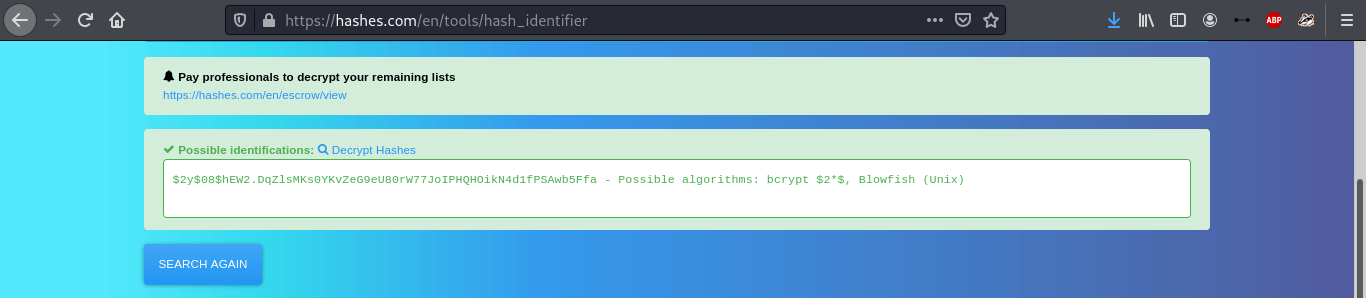 https://hashes.com/en/tools/hash_identifier
ABP
Pay professionals to decrypt your remaining lists
https://hashes.com/en/escrow/view
Possible identifications: Decrypt Hashes
$2y$08$hEW2.DqZlsMKs0YKvZeG9eU80rW77JoIPHQHOikN4d1fPSAwb5Ffa - Possible algorithms: bcrypt $2*$, Blowfish (Unix)
SEARCH AGAIN